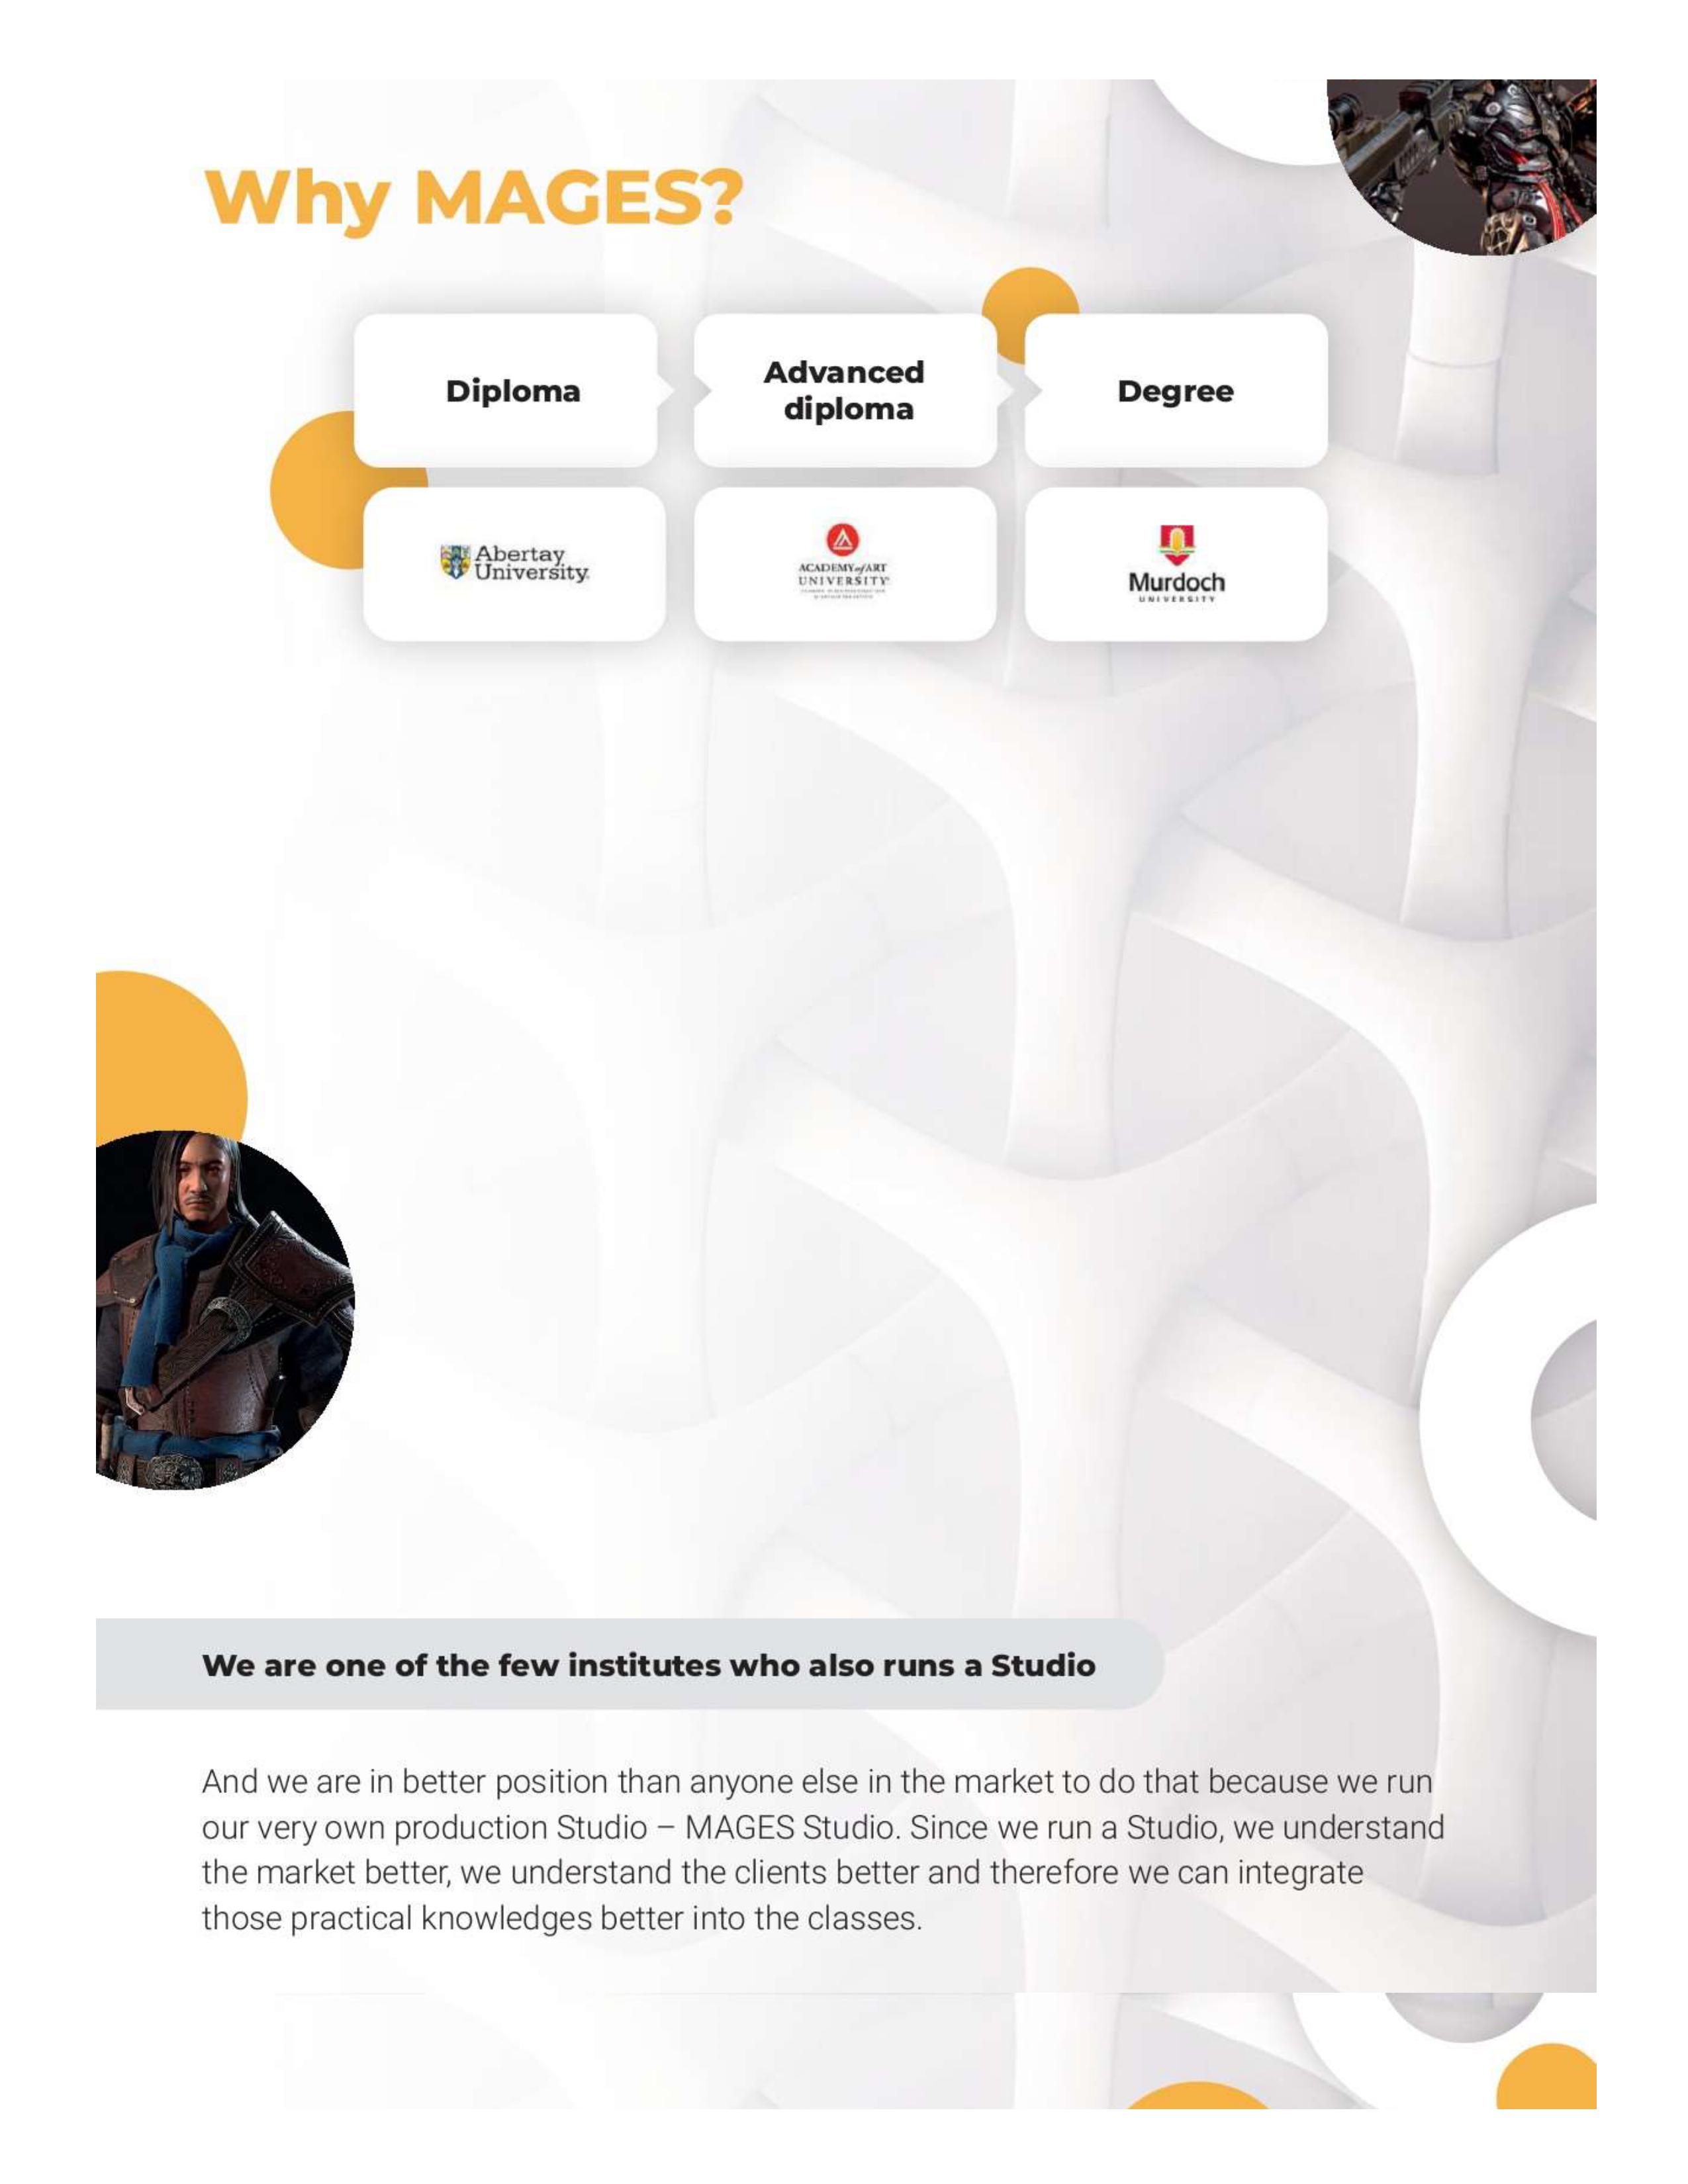 Why MAGES?
Diploma
Advanced
diploma
Degree
Abertay
University.
ACADEMY of ART
UNIVERSITY
Murdoch
UNIVERSITY
We are one of the few institutes who also runs a Studio
And we are in better position than anyone else in the market to do that because we run
our very own production Studio – MAGES Studio. Since we run a Studio, we understand
the market better, we understand the clients better and therefore we can integrate
those practical knowledges better into the classes.